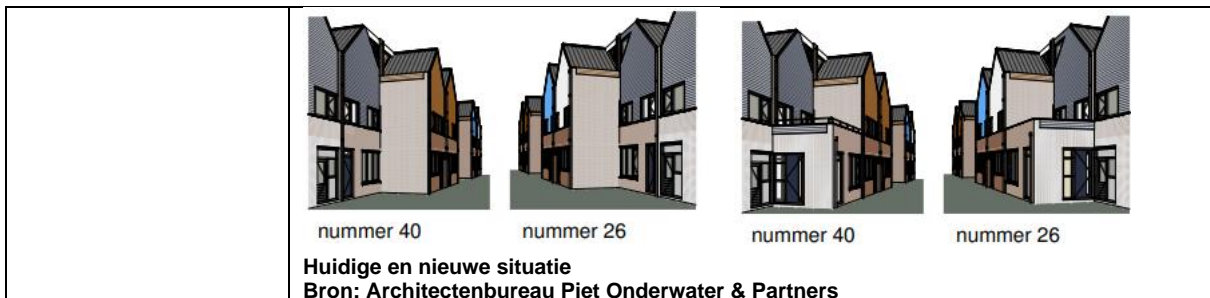 nummer 40
nummer 26
nummer 40
nummer 26
Huidige en nieuwe situatie
Bron: Architectenbureau Piet Onderwater & Partners